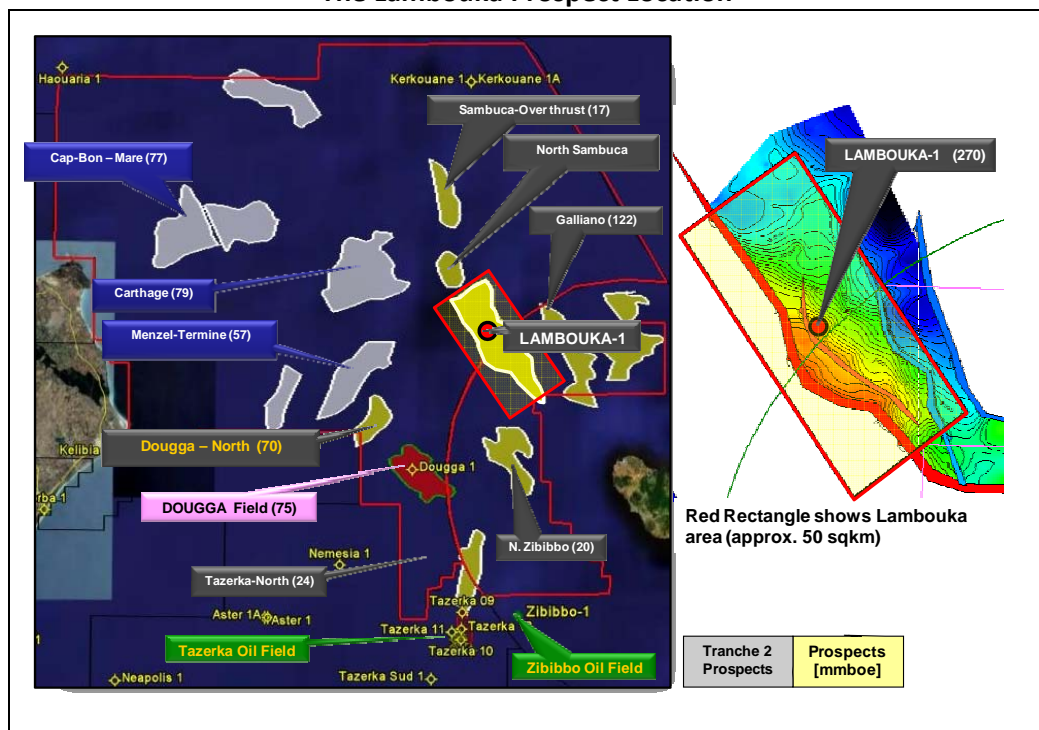 The Lambouka Prospect Location
Haouaria 1
Kerkouane 1
Kerkouane 1A
Sambuca-Over thrust (17)
North Sambuca
Cap-Bon – Mare (77)
Galliano (122)
LAMBOUKA-1 (270)
Carthage (79)
Menzel-Termine (57)
LAMBOUKA-1
Dougga – North (70)
Kelibia
Dougga 1
rba 1
DOUGGA Field (75)
Red Rectangle shows Lambouka
area (approx. 50 sqkm)
N. Zibibbo (20)
Nemesia 1
Tazerka-North (24)
Tazerka 09
Aster 1A
Aster 1
Zibibbo-1
Tazerka 11
Tazerka
Tazerka 10
Tazerka Oil Field
Zibibbo Oil Field
Neapolis 1
Tazerka Sud 1
Tranche 2
Prospects
Prospects
[mmboe]